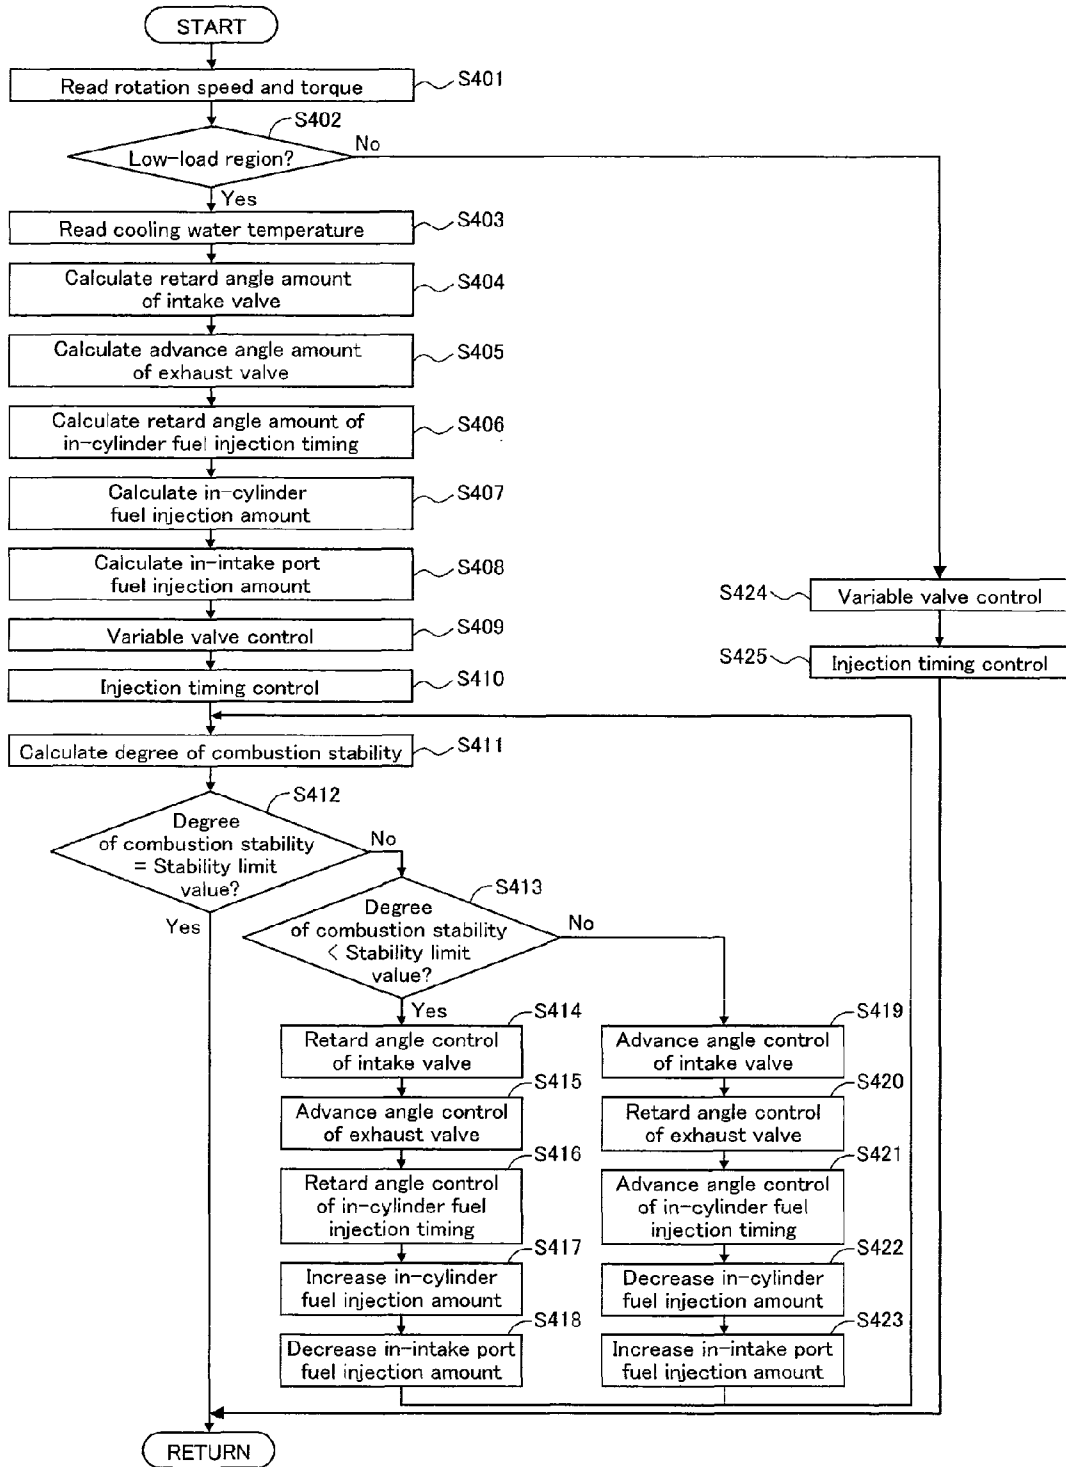 START
Read rotation speed and torque
S401
S402
Low-load region?
No
Yes
Read cooling water temperature
S403
Calculate retard angle amount
of intake valve
S404
Calculate advance angle amount
of exhaust valve
S405
Calculate retard angle amount of
in-cylinder fuel injection timing
S406
Calculate in-cylinder
fuel injection amount
S407
Calculate in-intake port
fuel injection amount
S408
Variable valve control
S409
Injection timing control
S410
S424
Variable valve control
S425
Injection timing control
Calculate degree of combustion stability
S411
S412
Degree
of combustion stability
= Stability limit
value?
No
Yes
S413
Degree
of combustion stability
< Stability limit
value?
No
Yes
S414
Retard angle control
of intake valve
S415
Advance angle control
of exhaust valve
S416
Retard angle control
of in-cylinder fuel
injection timing
S417
Increase in-cylinder
fuel injection amount
S418
Decrease in-intake port
fuel injection amount
S419
Advance angle control
of intake valve
S420
Retard angle control
of exhaust valve
S421
Advance angle control
of in-cylinder fuel
injection timing
S422
Decrease in-cylinder
fuel injection amount
S423
Increase in-intake port
fuel injection amount
RETURN